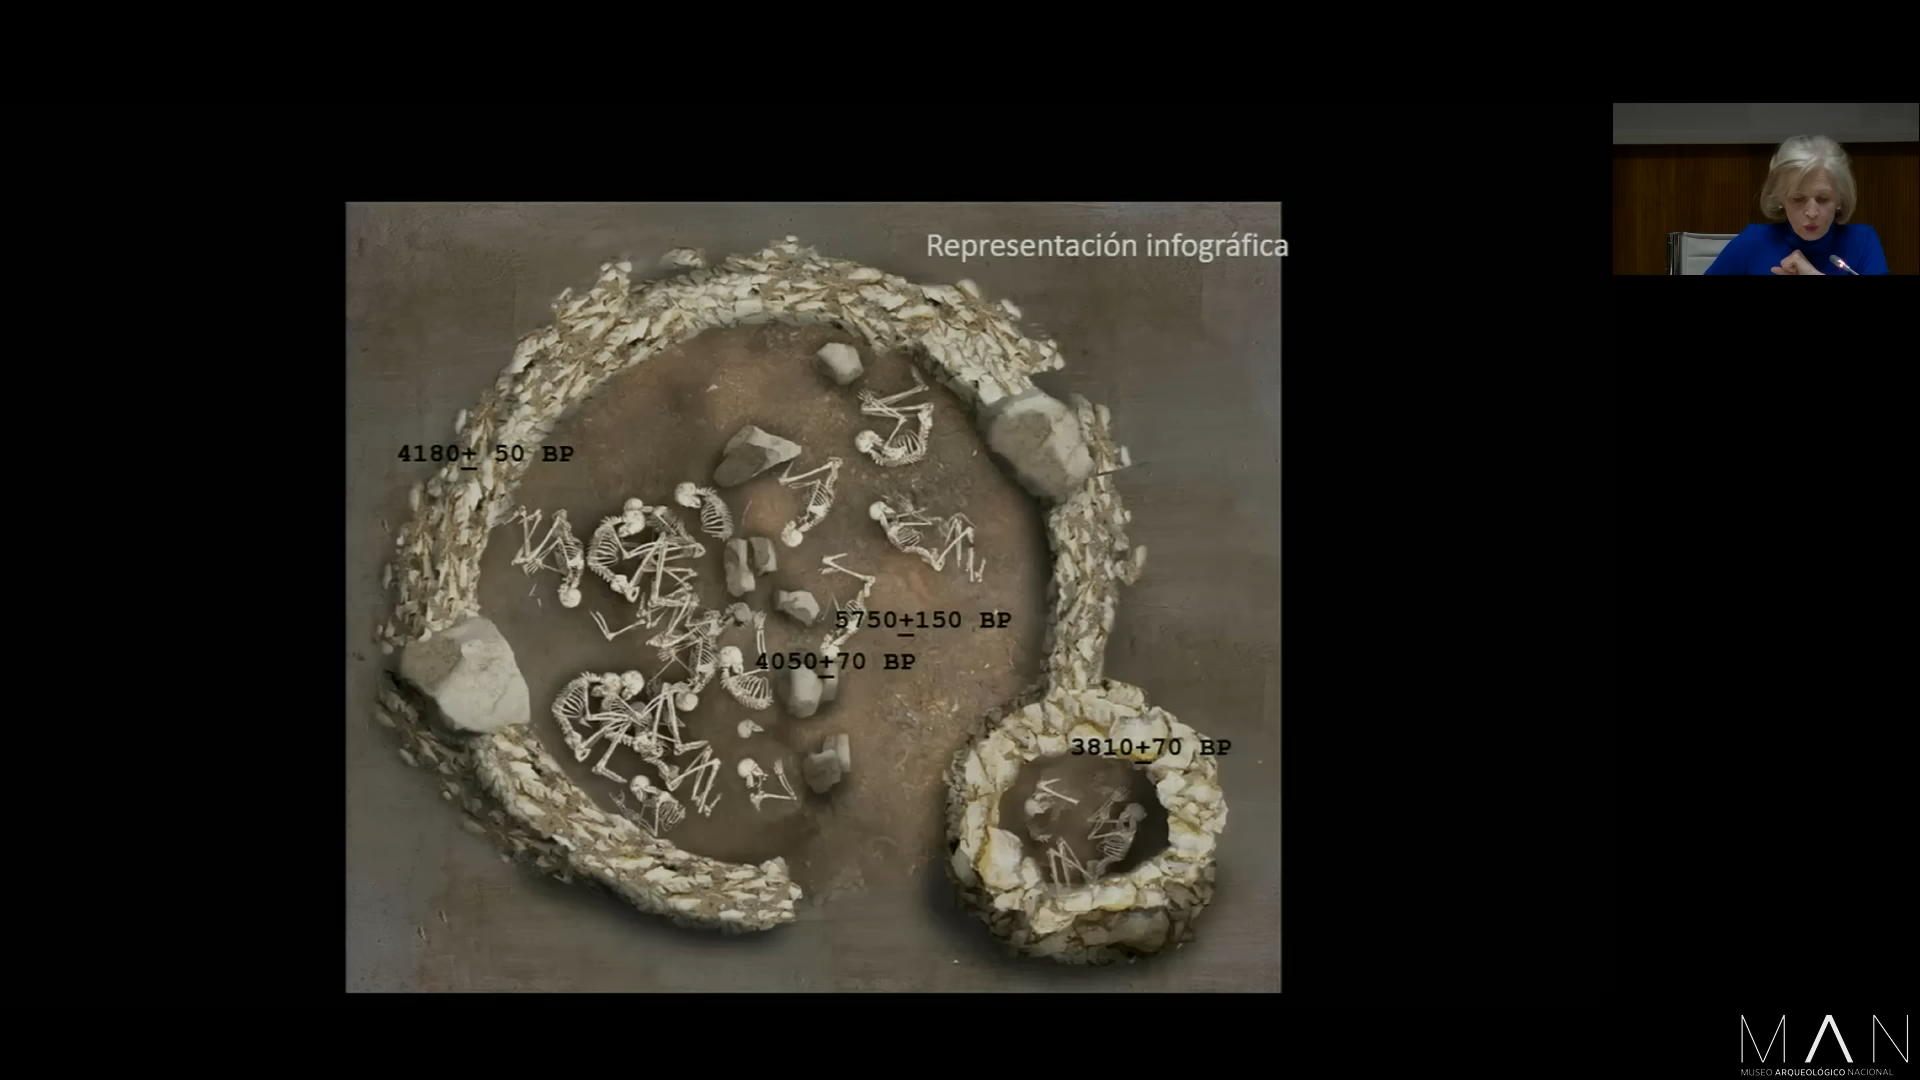 Representación infográfica
4180± 50 BP
5750±150 BP
4050±70 BP
3810±70 BP
MAN
MUSEO ARQUEOLÓGICO NACIONAL